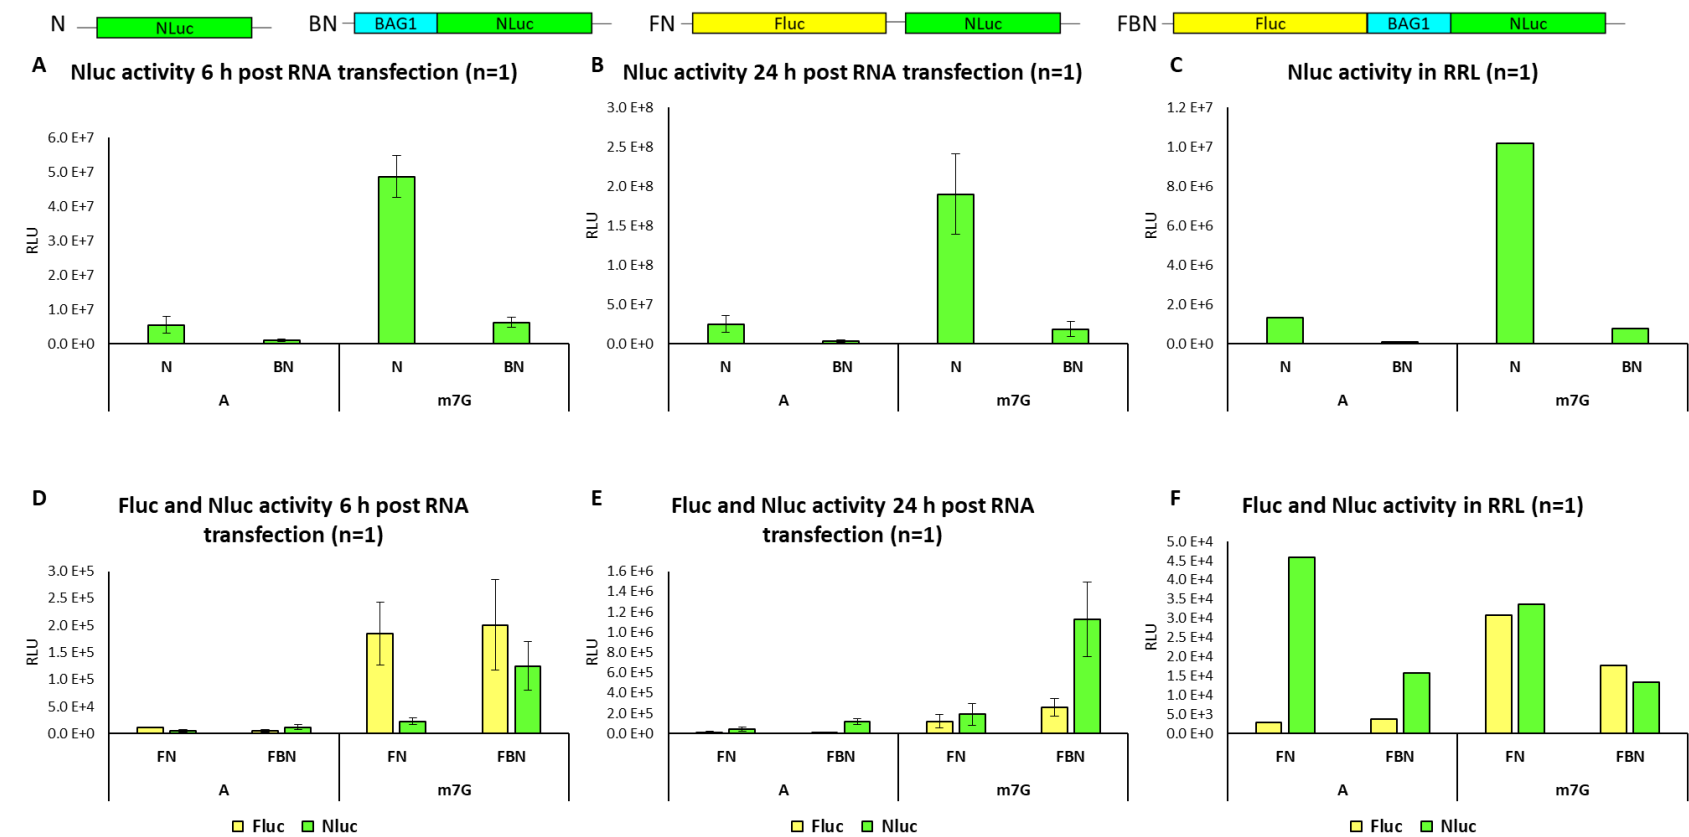 N NLuc BN BAG1 NLuc FN Fluc NLuc FBN Fluc BAG1 NLuc
A Nluc activity 6 h post RNA transfection (n=1)
6.0 E+7
5.0 E+7
4.0 E+7
3.0 E+7
2.0 E+7
1.0 E+7
0.0 E+0
RLU
N BN N BN
A m7G
B Nluc activity 24 h post RNA transfection (n=1)
3.0 E+8
2.5 E+8
2.0 E+8
1.5 E+8
1.0 E+8
5.0 E+7
0.0 E+0
RLU
N BN N BN
A m7G
C Nluc activity in RRL (n=1)
1.2 E+7
1.0 E+7
8.0 E+6
6.0 E+6
4.0 E+6
2.0 E+6
0.0 E+0
RLU
N BN N BN
A m7G
D Fluc and Nluc activity 6 h post RNA
transfection (n=1)
3.0 E+5
2.5 E+5
2.0 E+5
1.5 E+5
1.0 E+5
5.0 E+4
0.0 E+0
RLU
FN FBN FN FBN
A m7G
Fluc Nluc
E Fluc and Nluc activity 24 h post RNA
transfection (n=1)
1.6 E+6
1.4 E+6
1.2 E+6
1.0 E+6
8.0 E+5
6.0 E+5
4.0 E+5
2.0 E+5
0.0 E+0
RLU
FN FBN FN FBN
A m7G
Fluc Nluc
F Fluc and Nluc activity in RRL (n=1)
5.0 E+4
4.5 E+4
4.0 E+4
3.5 E+4
3.0 E+4
2.5 E+4
2.0 E+4
1.5 E+4
1.0 E+4
5.0 E+3
0.0 E+0
RLU
FN FBN FN FBN
A m7G
Fluc Nluc